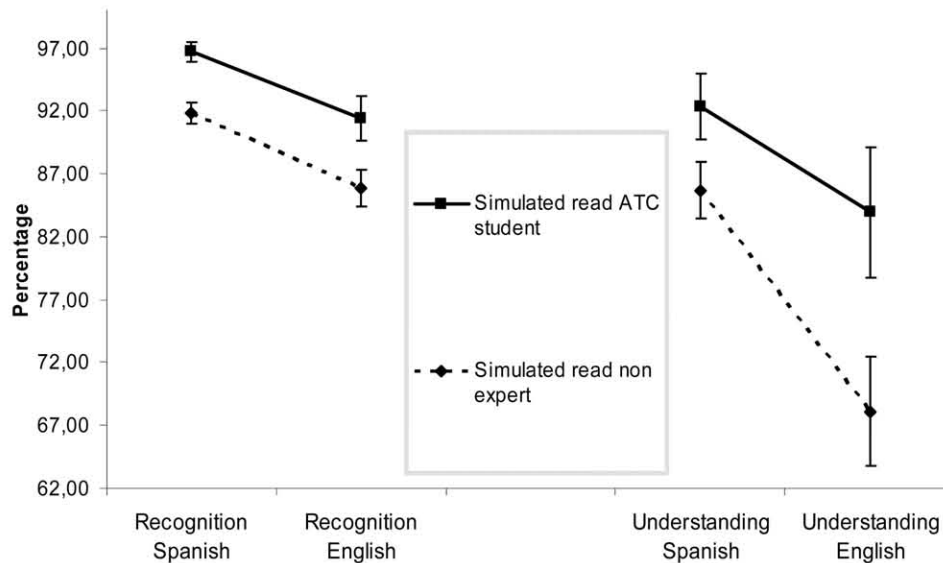 97,00
92,00
87,00
82,00
77,00
72,00
67,00
62,00
Percentage
Simulated read ATC
student
Simulated read non
expert
Recognition
Spanish
Recognition
English
Understanding
Spanish
Understanding
English